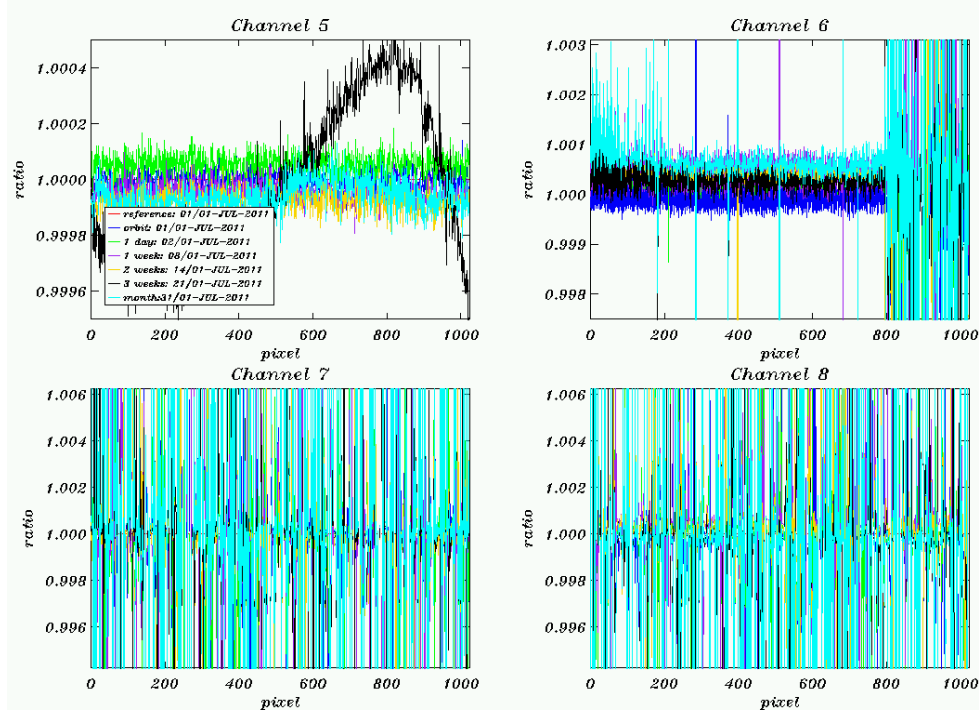 Channel 5
ratio
1.0004
1.0002
1.0000
0.9998
0.9996
reference: 01/01-JUL-2011
orbit: 01/01-JUL-2011
1 day: 02/01-JUL-2011
1 week: 08/01-JUL-2011
2 weeks: 14/01-JUL-2011
3 weeks: 21/01-JUL-2011
month:31/01-JUL-2011
0 200 400 600 800 1000
pixel
Channel 6
ratio
1.003
1.002
1.001
1.000
0.999
0.998
0 200 400 600 800 1000
pixel
Channel 7
ratio
1.006
1.004
1.002
1.000
0.998
0.996
0 200 400 600 800 1000
pixel
Channel 8
ratio
1.006
1.004
1.002
1.000
0.998
0.996
0 200 400 600 800 1000
pixel